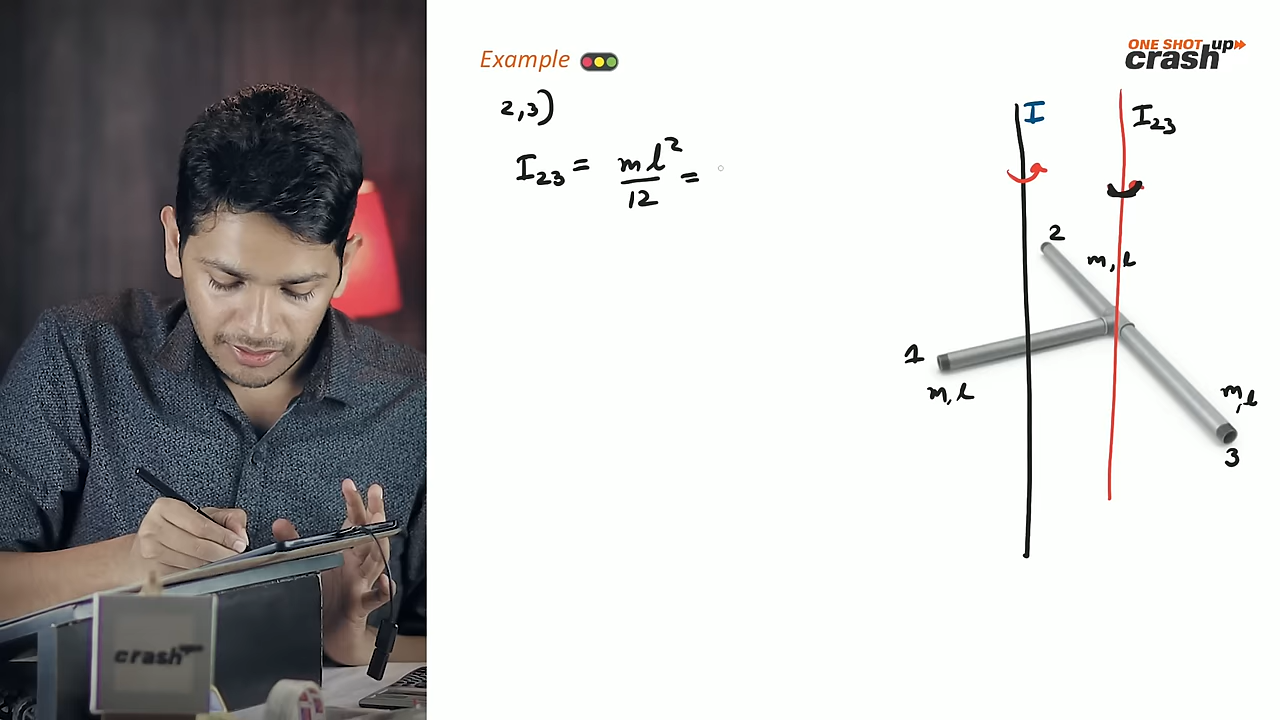 Example
ONE SHOT up
crash
2,3)
I₂₃ = ml²/12 =
I
I₂₃
2
m, l
1
m, l
m, l
3
crash